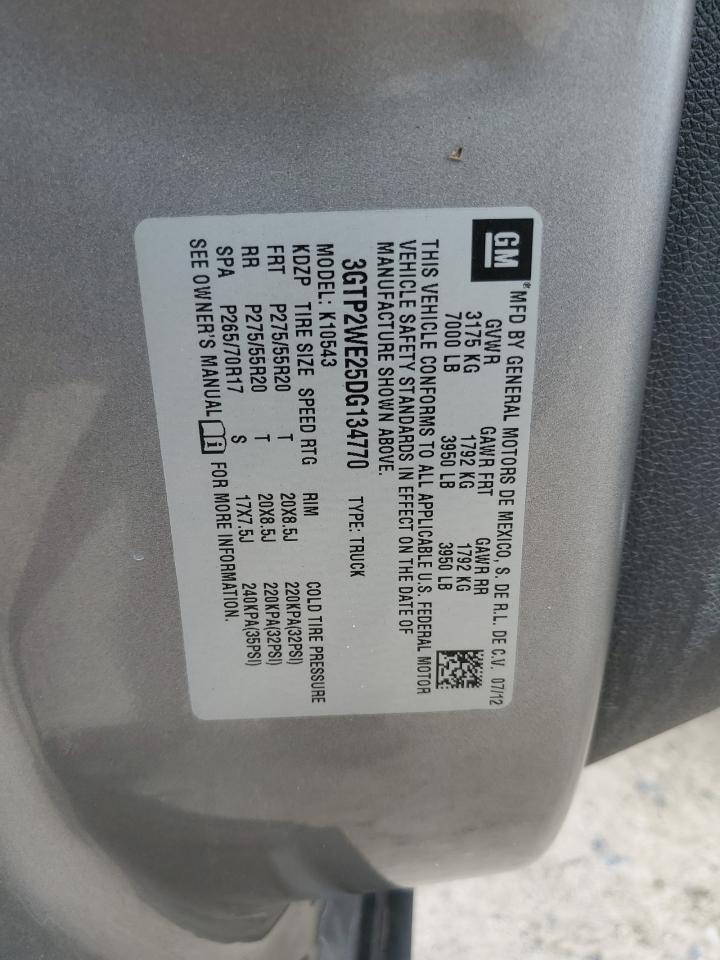 GM
® MFD BY GENERAL MOTORS DE MEXICO, S. DE R.L. DE C.V. 07/12
GVWR GAWR FRT GAWR RR
3175 KG 1792 KG 1792 KG
7000 LB 3950 LB 3950 LB
THIS VEHICLE CONFORMS TO ALL APPLICABLE U.S. FEDERAL MOTOR
VEHICLE SAFETY STANDARDS IN EFFECT ON THE DATE OF
MANUFACTURE SHOWN ABOVE.
3GTP2WE25DG134770 TYPE: TRUCK
MODEL: K10543
KDZP TIRE SIZE SPEED RTG RIM COLD TIRE PRESSURE
FRT P275/55R20 T 20X8.5J 220KPA(32PSI)
RR P275/55R20 T 20X8.5J 220KPA(32PSI)
SPA P265/70R17 S 17X7.5J 240KPA(35PSI)
SEE OWNER'S MANUAL i FOR MORE INFORMATION.